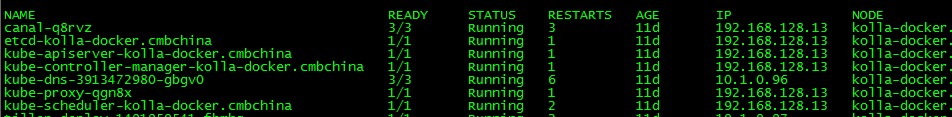 NAME READY STATUS RESTARTS AGE IP NODE
canal-q8rvz 3/3 Running 3 11d 192.168.128.13 kolla-docker.
etcd-kolla-docker.cmbchina 1/1 Running 1 11d 192.168.128.13 kolla-docker.
kube-apiserver-kolla-docker.cmbchina 1/1 Running 1 11d 192.168.128.13 kolla-docker.
kube-controller-manager-kolla-docker.cmbchina 1/1 Running 1 11d 192.168.128.13 kolla-docker.
kube-dns-3913472980-gbgv0 3/3 Running 6 11d 10.1.0.96 kolla-docker.
kube-proxy-qgn8x 1/1 Running 1 11d 192.168.128.13 kolla-docker.
kube-scheduler-kolla-docker.cmbchina 1/1 Running 2 11d 192.168.128.13 kolla-docker.